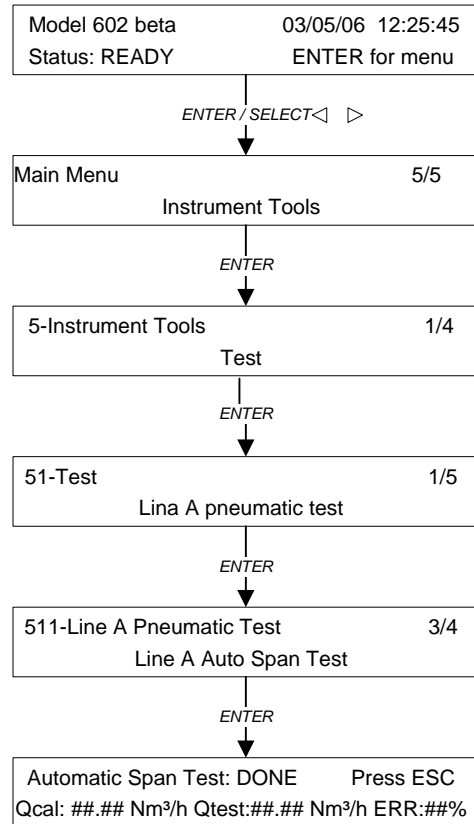 Model 602 beta 03/05/06 12:25:45
Status: READY ENTER for menu
ENTER / SELECT◁ ▷
Main Menu 5/5
Instrument Tools
ENTER
5-Instrument Tools 1/4
Test
ENTER
51-Test 1/5
Lina A pneumatic test
ENTER
511-Line A Pneumatic Test 3/4
Line A Auto Span Test
ENTER
Automatic Span Test: DONE Press ESC
Qcal: ##.## Nm³/h Qtest:##.## Nm³/h ERR:##%